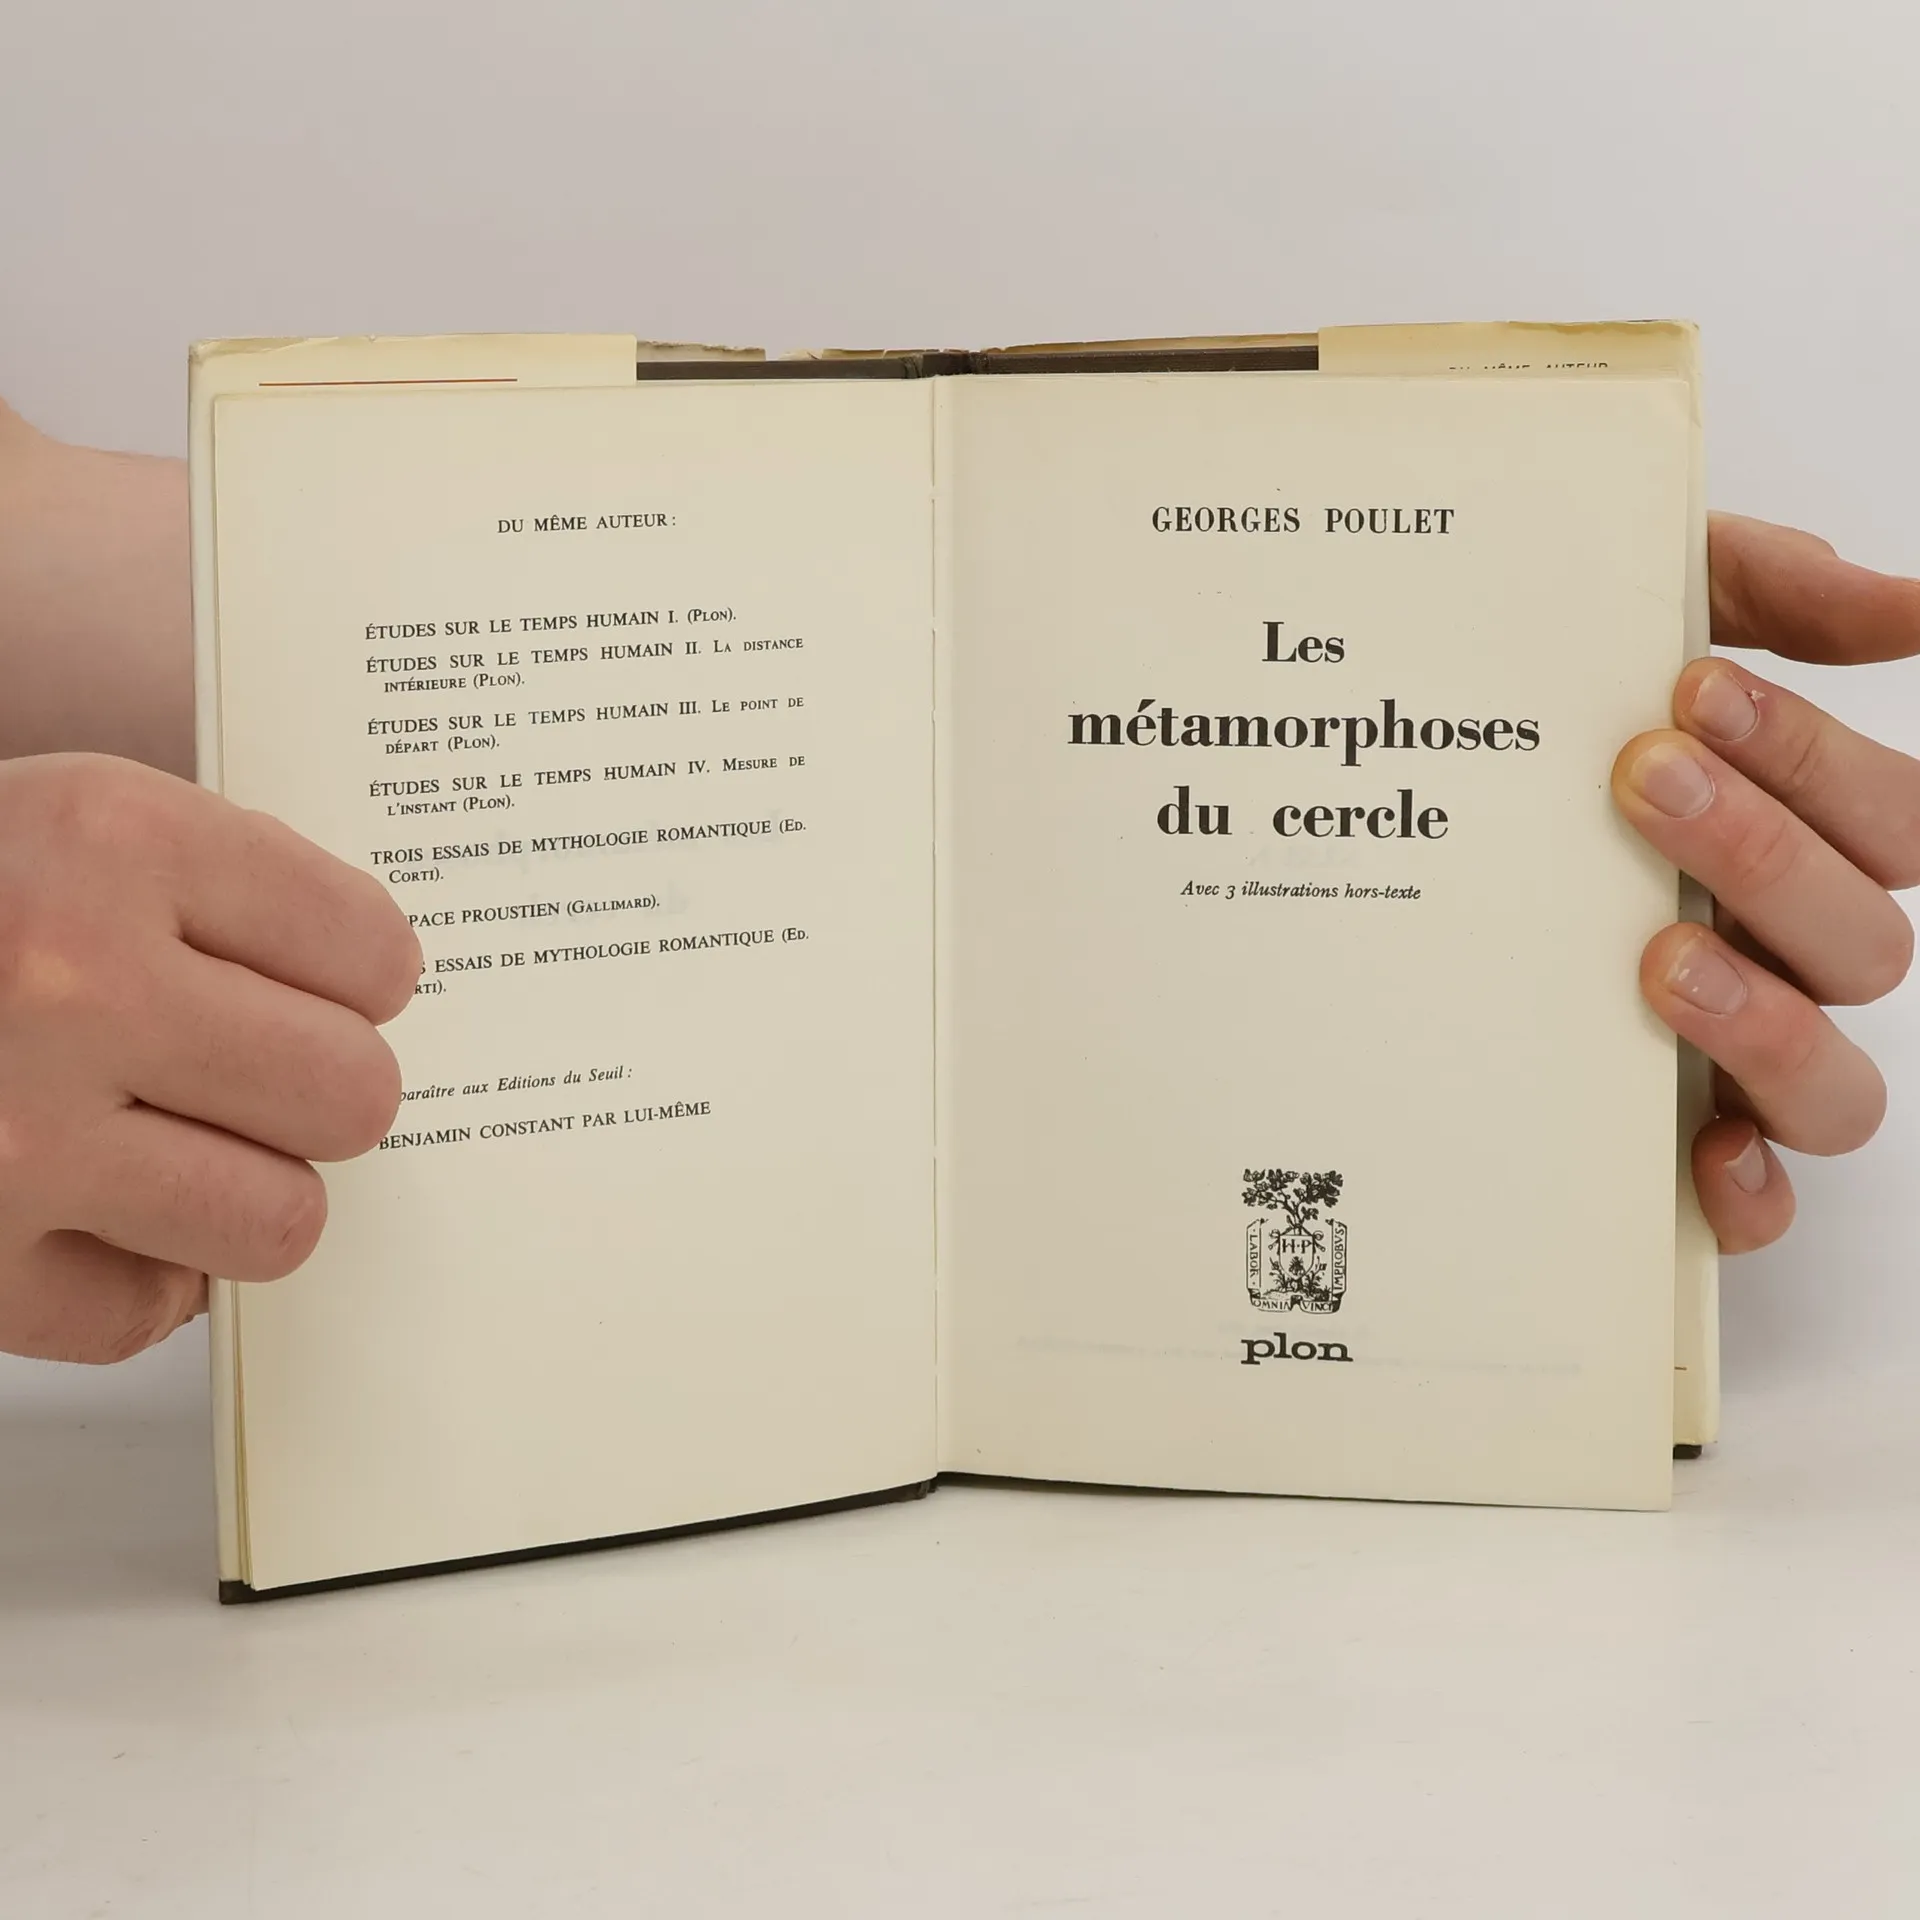 DU MÊME AUTEUR :
ÉTUDES SUR LE TEMPS HUMAIN I. (PLON).
ÉTUDES SUR LE TEMPS HUMAIN II. LA DISTANCE
INTÉRIEURE (PLON).
ÉTUDES SUR LE TEMPS HUMAIN III. LE POINT DE
DÉPART (PLON).
ÉTUDES SUR LE TEMPS HUMAIN IV. MESURE DE
L'INSTANT (PLON).
TROIS ESSAIS DE MYTHOLOGIE ROMANTIQUE (ED.
CORTI).
PACE PROUSTIEN (GALLIMARD).
S ESSAIS DE MYTHOLOGIE ROMANTIQUE (ED.
RTI).
paraître aux Editions du Seuil :
BENJAMIN CONSTANT PAR LUI-MÊME
DU MÊME AUTEUR
GEORGES POULET
Les
métamorphoses
du cercle
Avec 3 illustrations hors-texte
LABOR
H·P
IMPROBVS
OMNIA VINCI
plon